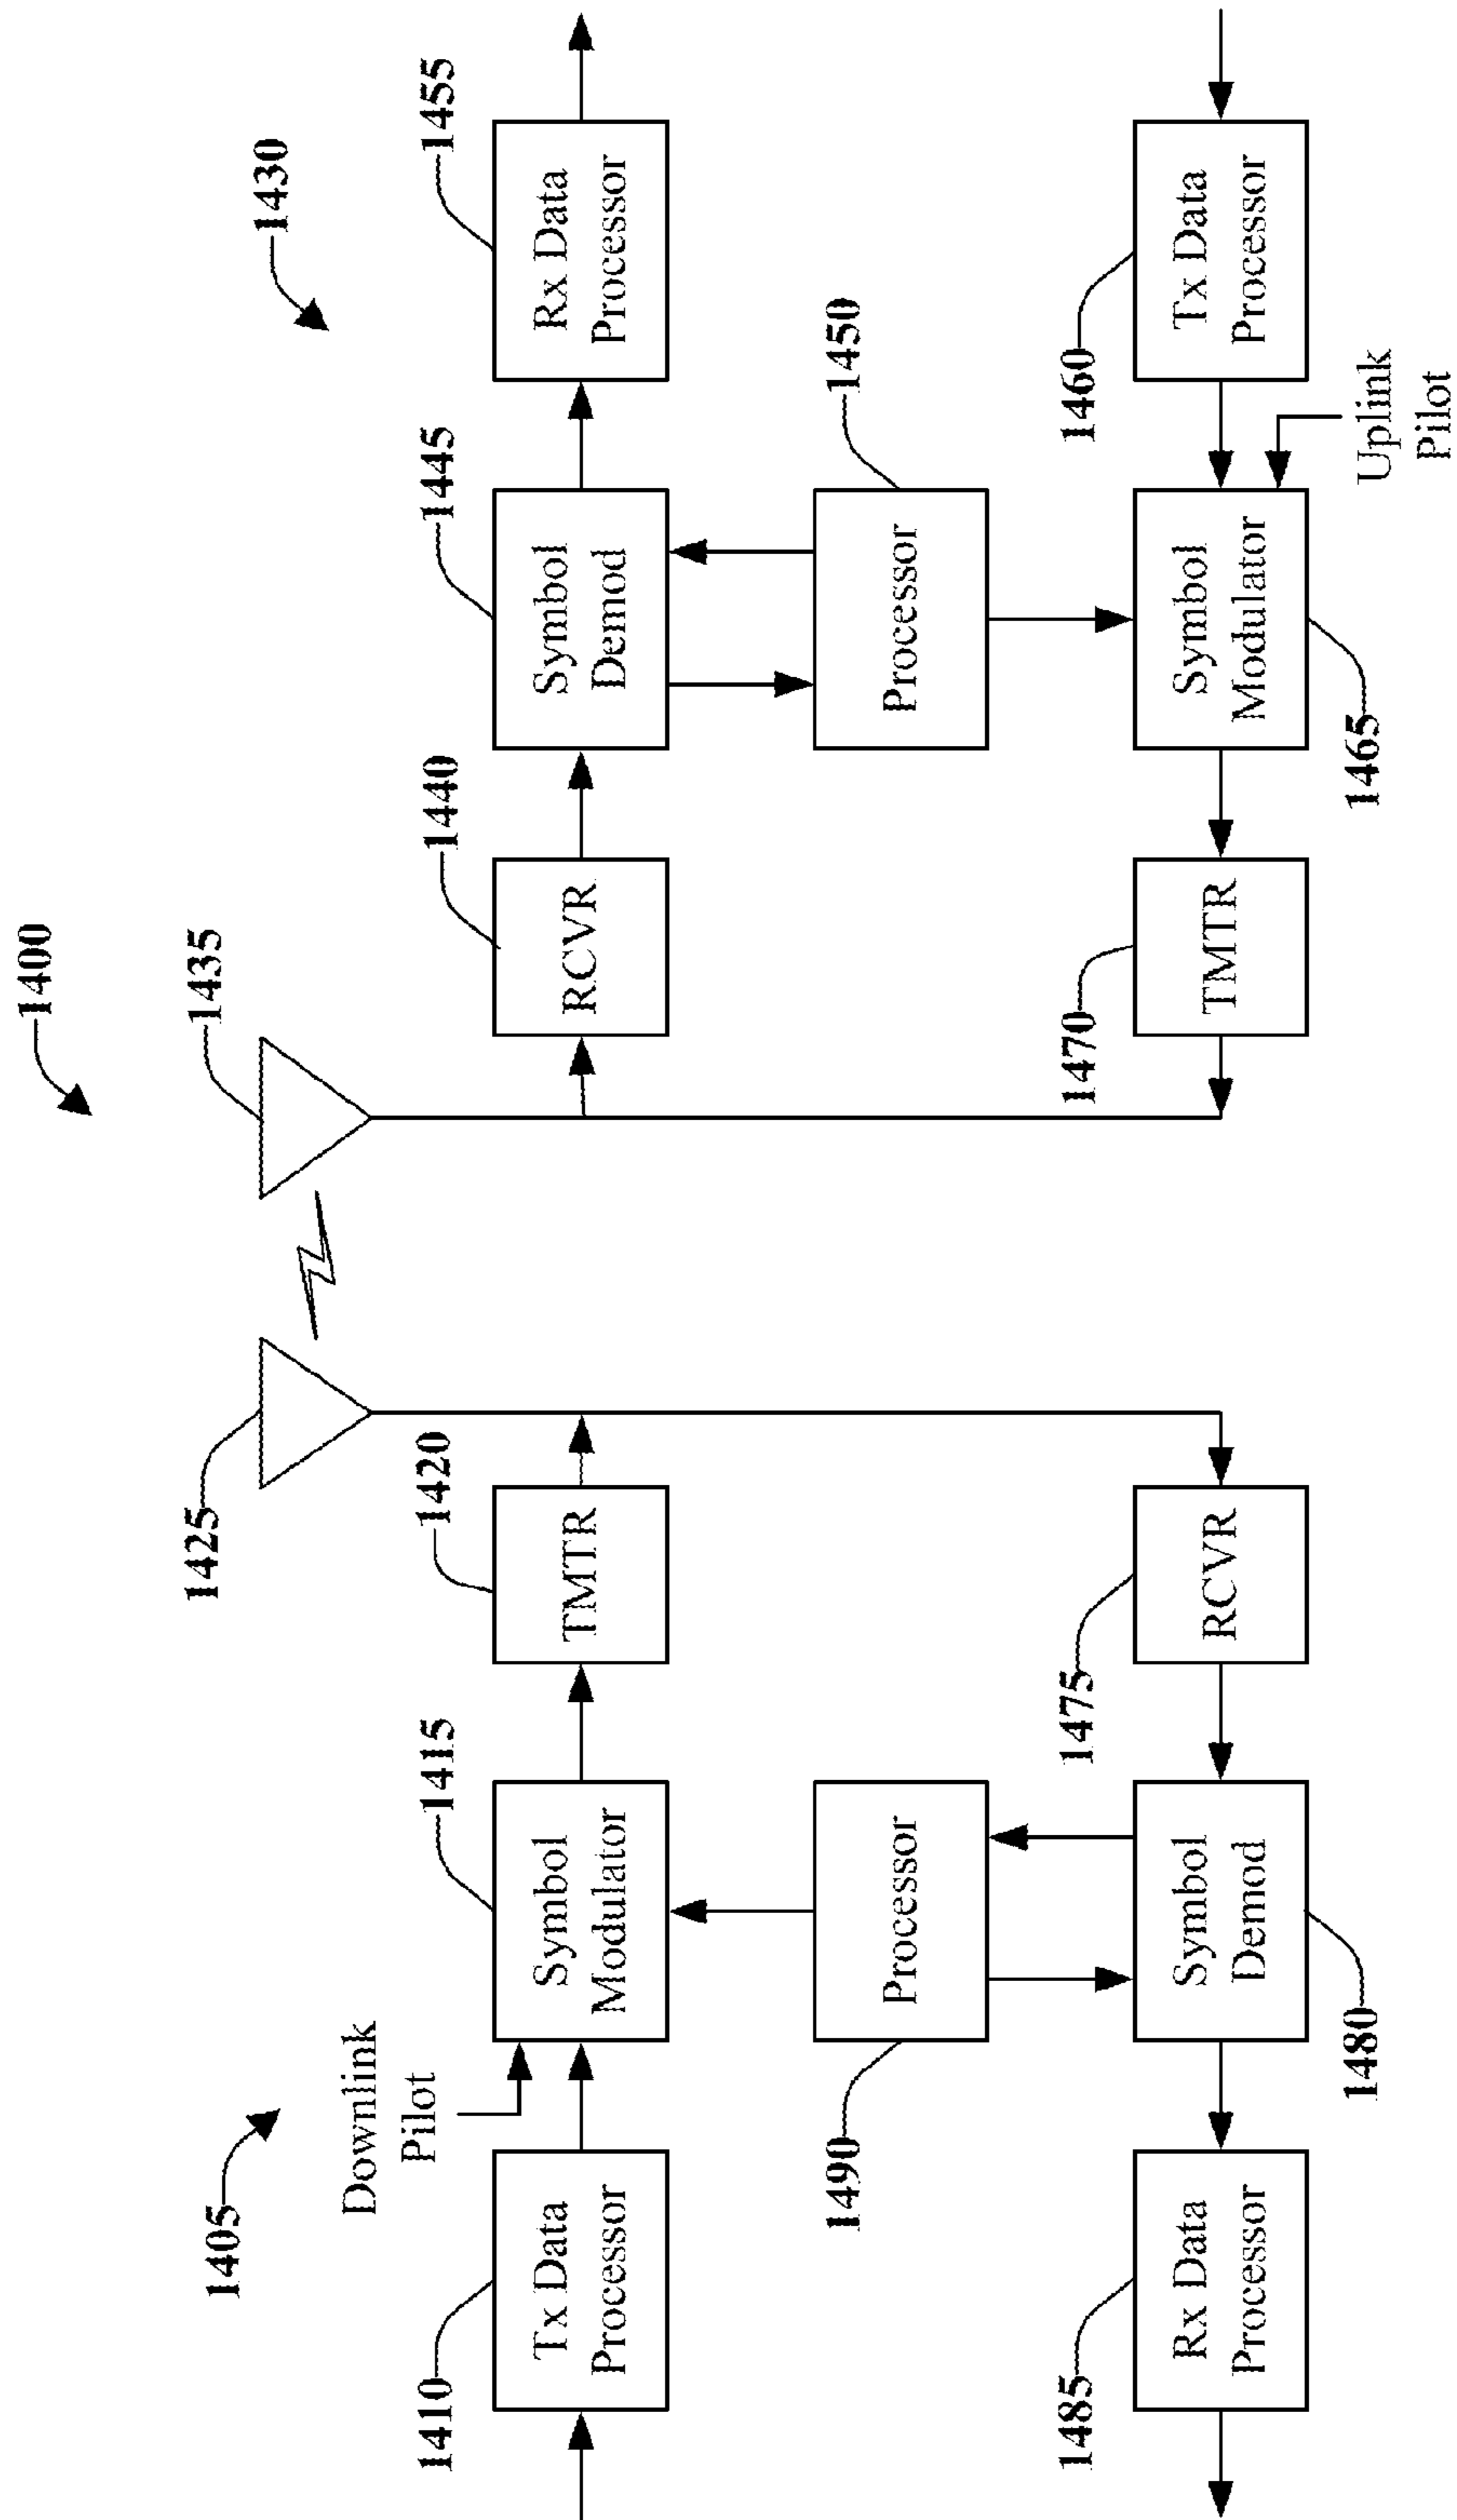 1400
1405
1425
1435
1430
Downlink
Pilot
1410
Tx Data
Processor
1415
Symbol
Modulator
1420
TMTR
1440
RCVR
1445
Symbol
Demod
1455
Rx Data
Processor
1490
Processor
1450
Processor
1485
Rx Data
Processor
1480
Symbol
Demod
1475
RCVR
1470
TMTR
1465
Symbol
Modulator
1460
Tx Data
Processor
Uplink
Pilot